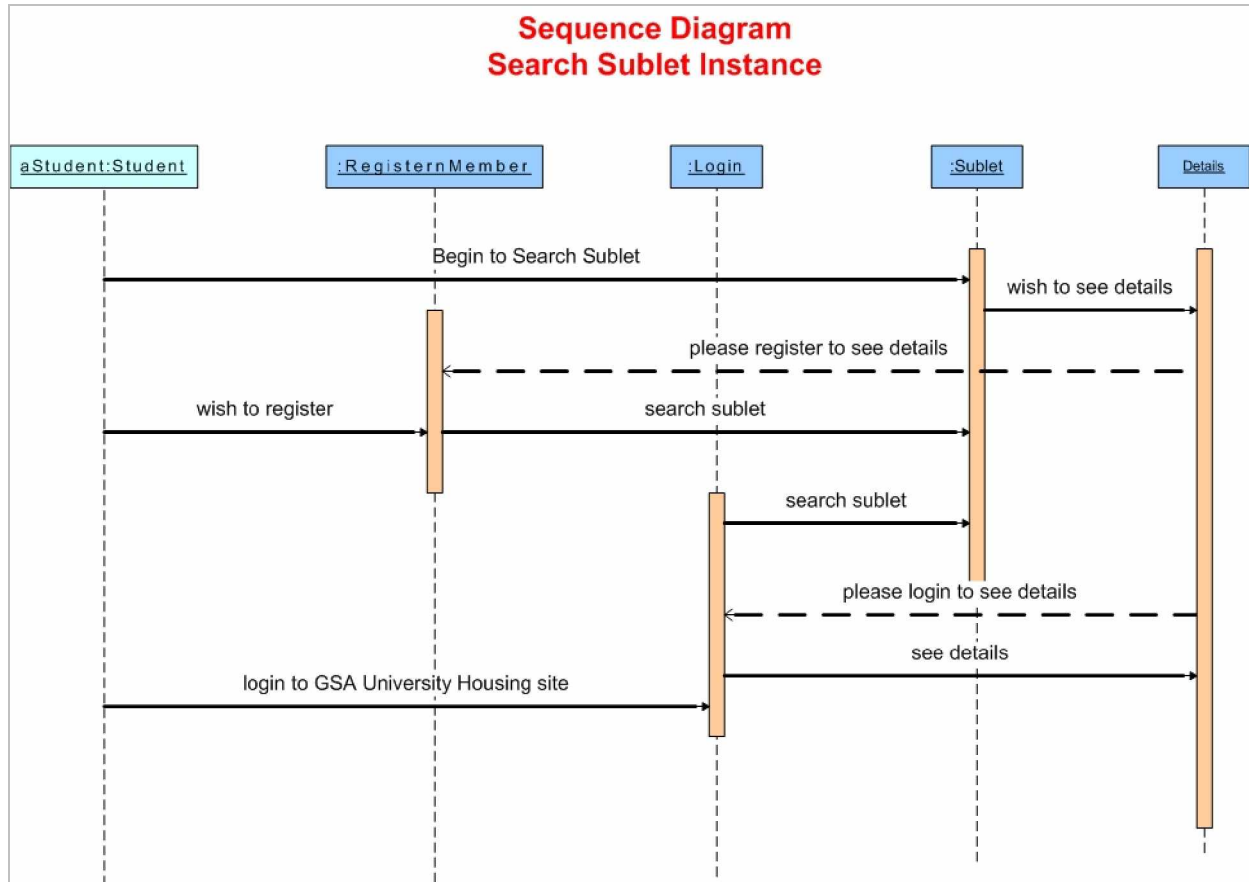 Sequence Diagram
Search Sublet Instance
aStudent:Student
:RegisternMember
:Login
:Sublet
Details
Begin to Search Sublet
wish to see details
please register to see details
wish to register
search sublet
search sublet
please login to see details
see details
login to GSA University Housing site